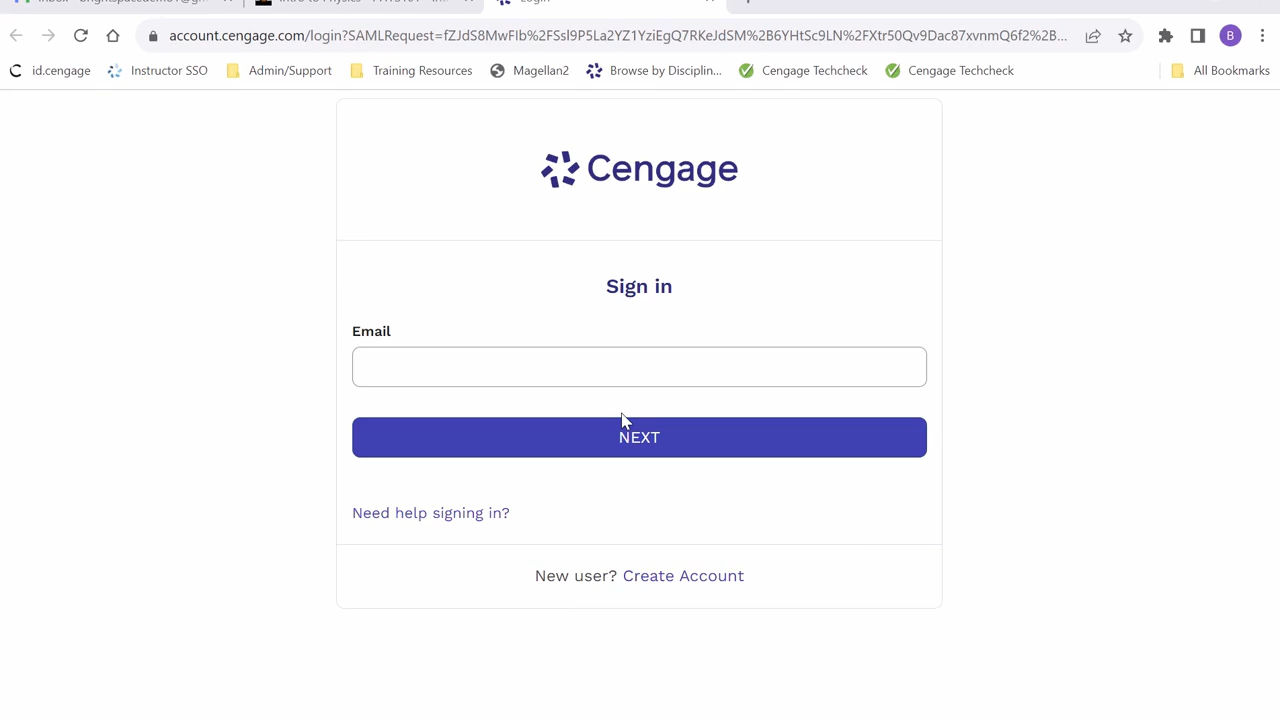 account.cengage.com/login?SAMLRequest=fZJdS8MwFIb%2FSsl9P5La2YZ1YziEgQ7RKeJdSM%2B6YHtSc9LN%2FXtr50Qv9Dac87xvnmQ6f2%2B...
B
id.cengage Instructor SSO Admin/Support Training Resources Magellan2 Browse by Disciplin... Cengage Techcheck Cengage Techcheck All Bookmarks
Cengage
Sign in
Email
NEXT
Need help signing in?
New user? Create Account